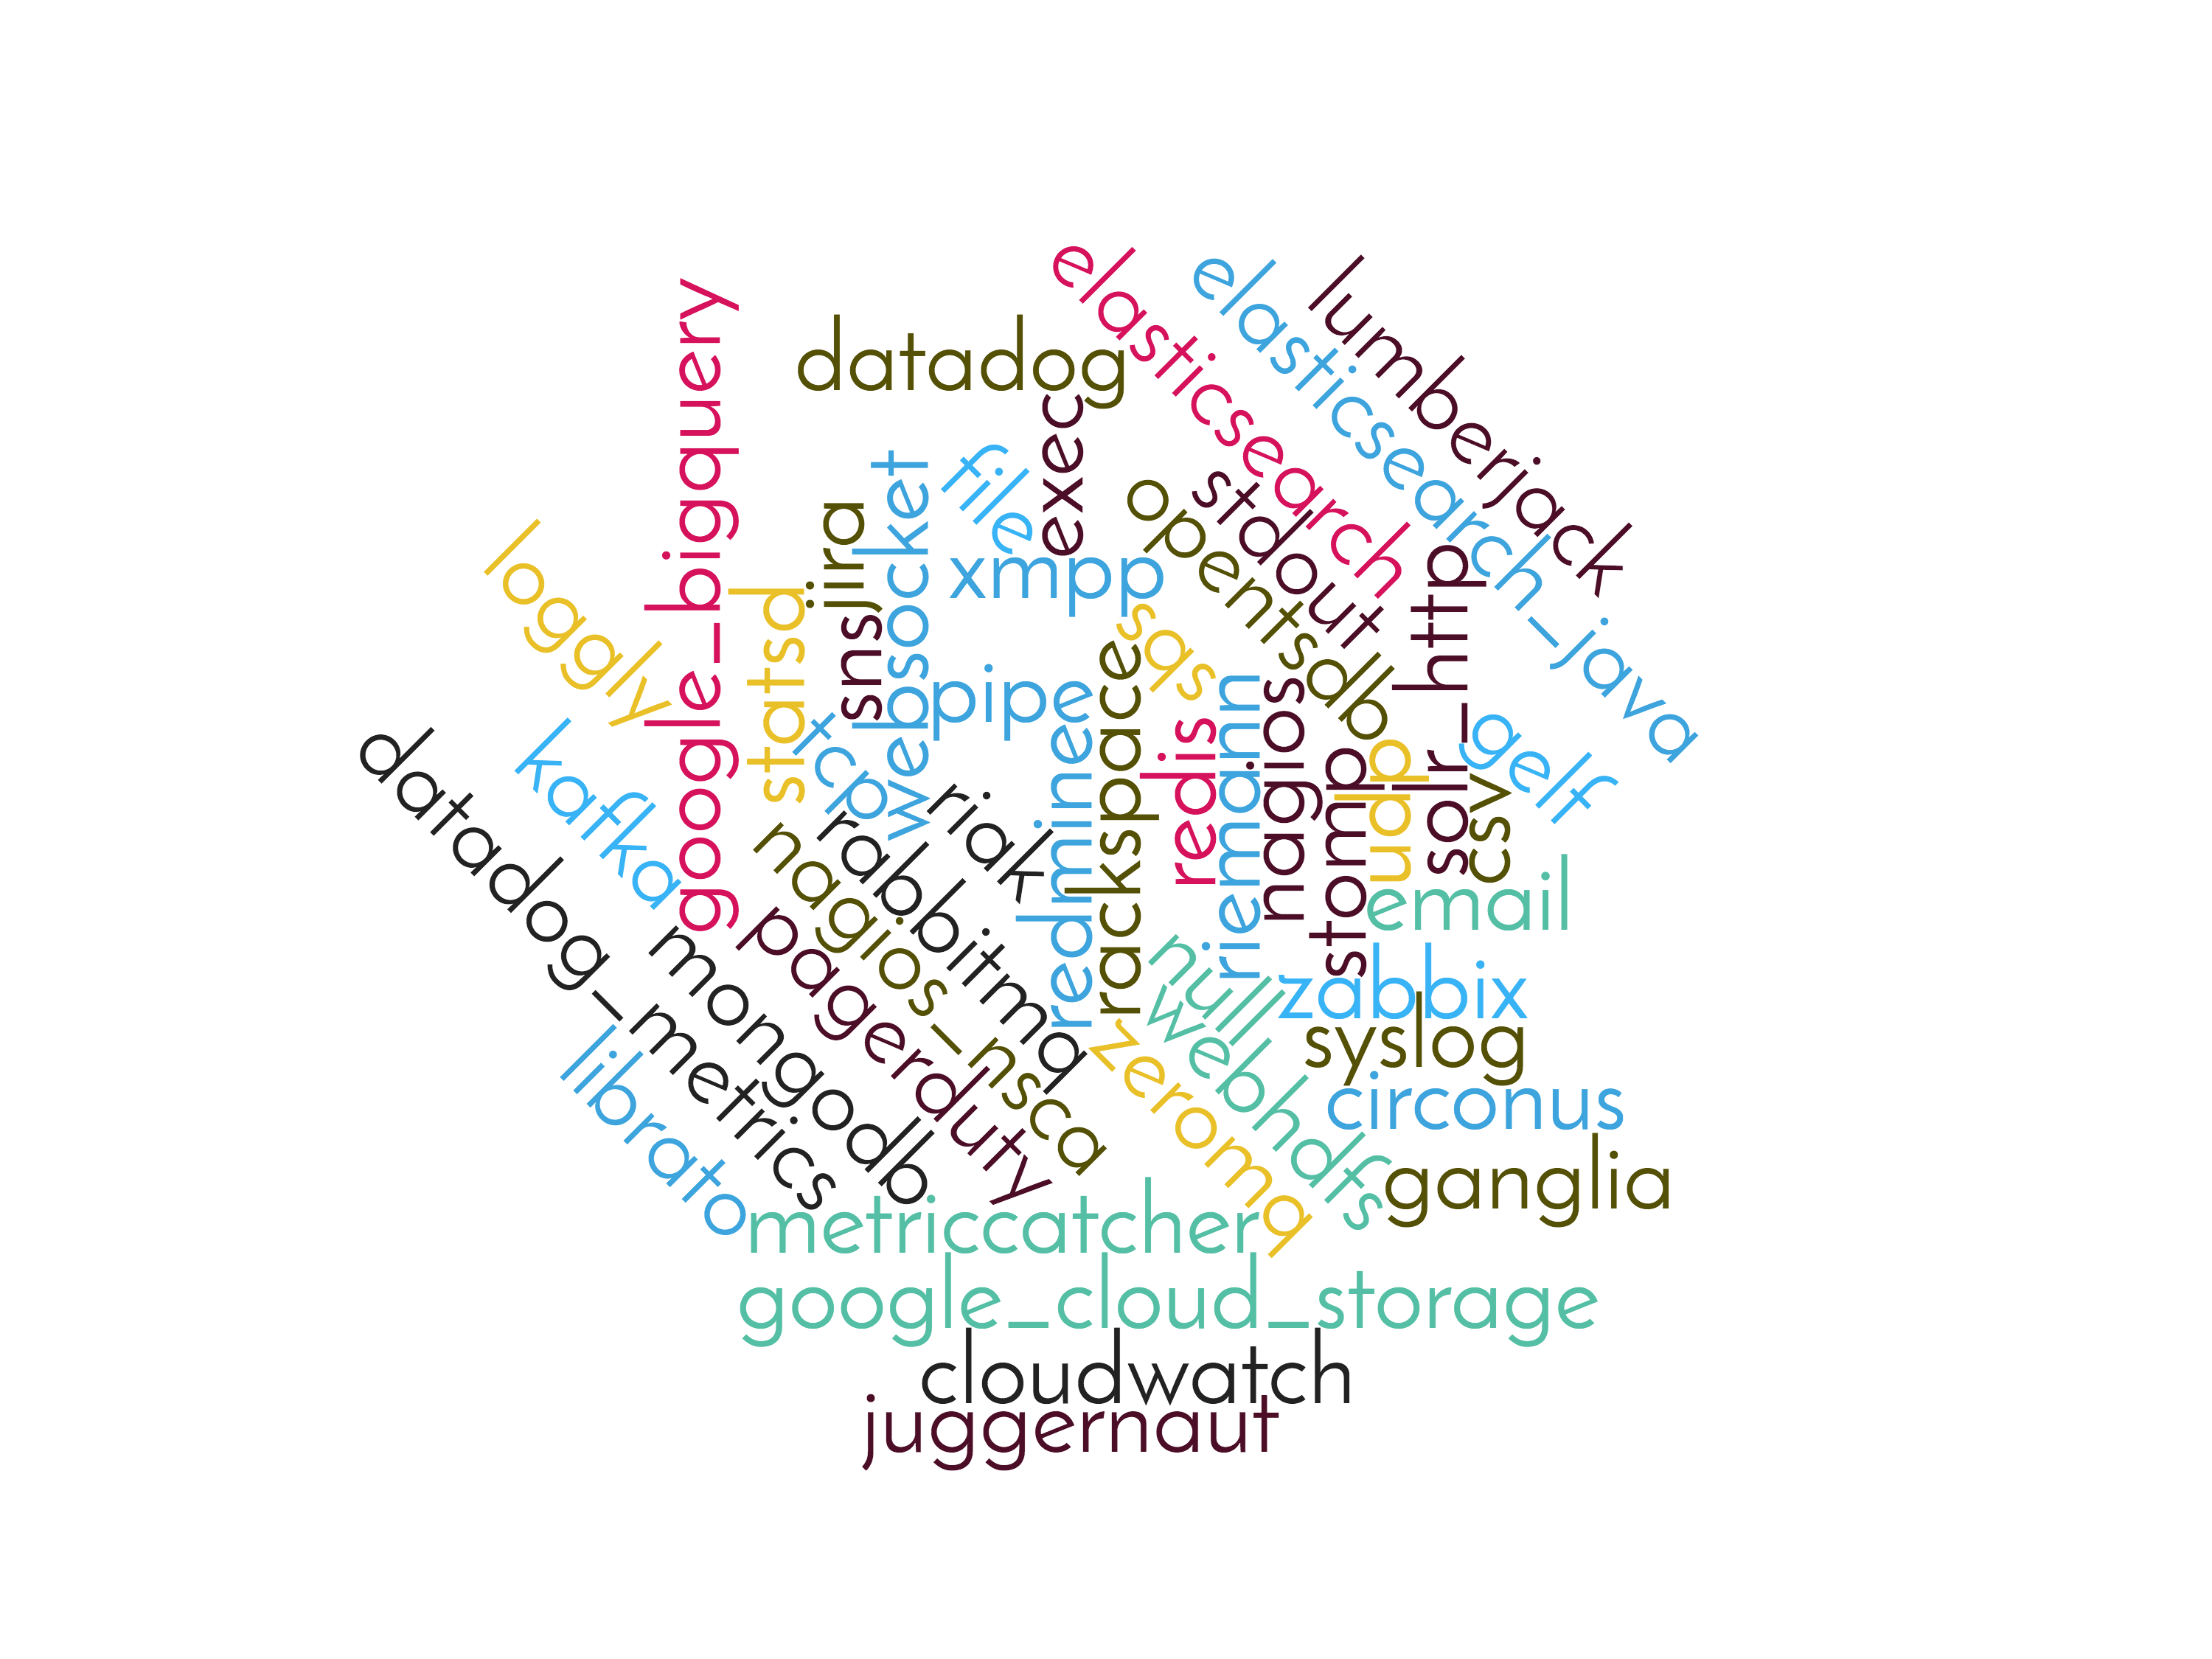 elasticsearch
elasticsearch_java
lumberjack
google_bigquery
datadog
exec
file
websocket
stdout
opentsdb
jira
xmpp
loggly
statsd
sns
sqs
solr_http
pipe
rackspace
redmine
redis
riemann
nagios
stomp
udp
gelf
csv
kafka
tcp
datadog_metrics
riak
rabbitmq
nagios_nsca
pagerduty
mongodb
email
null
webhdfs
zabbix
syslog
zeromq
circonus
librato
ganglia
metriccatcher
google_cloud_storage
cloudwatch
juggernaut